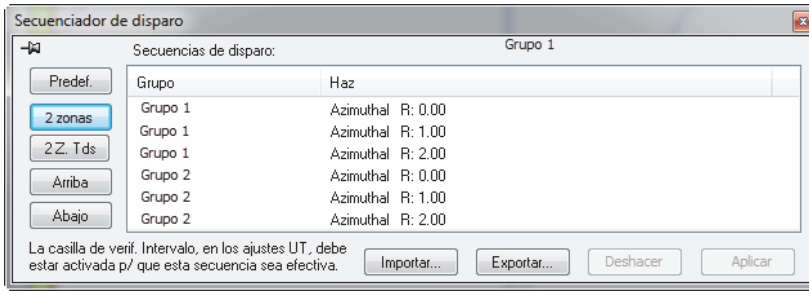 Secuenciador de disparo
Secuencias de disparo:
Grupo 1
Predef.
2 zonas
2 Z. Tds
Arriba
Abajo
Grupo Haz
Grupo 1 Azimuthal R: 0.00
Grupo 1 Azimuthal R: 1.00
Grupo 1 Azimuthal R: 2.00
Grupo 2 Azimuthal R: 0.00
Grupo 2 Azimuthal R: 1.00
Grupo 2 Azimuthal R: 2.00
La casilla de verif. Intervalo, en los ajustes UT, debe
estar activada p/ que esta secuencia sea efectiva.
Importar...
Exportar...
Deshacer
Aplicar